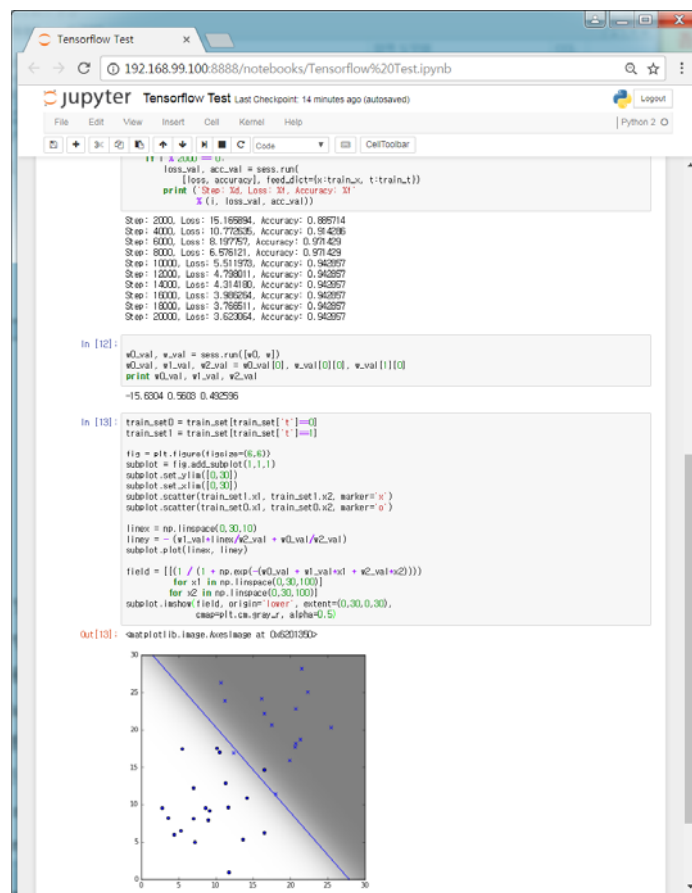 Tensorflow Test
192.168.99.100:8888/notebooks/Tensorflow%20Test.ipynb
jupyter Tensorflow Test Last Checkpoint: 14 minutes ago (autosaved)
Logout
File Edit View Insert Cell Kernel Help
Python 2
Code
CellToolbar
if i % 2000 == 0:
loss_val, acc_val = sess.run(
[loss, accuracy], feed_dict={x:train_x, t:train_t})
print ('Step: %d, Loss: %f, Accuracy: %f'
% (i, loss_val, acc_val))
Step: 2000, Loss: 15.165894, Accuracy: 0.885714
Step: 4000, Loss: 10.772635, Accuracy: 0.914286
Step: 6000, Loss: 8.197757, Accuracy: 0.971429
Step: 8000, Loss: 6.576121, Accuracy: 0.971429
Step: 10000, Loss: 5.511973, Accuracy: 0.942857
Step: 12000, Loss: 4.798011, Accuracy: 0.942857
Step: 14000, Loss: 4.314180, Accuracy: 0.942857
Step: 16000, Loss: 3.986264, Accuracy: 0.942857
Step: 18000, Loss: 3.766511, Accuracy: 0.942857
Step: 20000, Loss: 3.623064, Accuracy: 0.942857
In [12]:
w0_val, w_val = sess.run([w0, w])
w0_val, w1_val, w2_val = w0_val[0], w_val[0][0], w_val[1][0]
print w0_val, w1_val, w2_val
-15.6304 0.5603 0.492596
In [13]:
train_set0 = train_set[train_set['t']==0]
train_set1 = train_set[train_set['t']==1]
fig = plt.figure(figsize=(6,6))
subplot = fig.add_subplot(1,1,1)
subplot.set_ylim([0,30])
subplot.set_xlim([0,30])
subplot.scatter(train_set1.x1, train_set1.x2, marker='x')
subplot.scatter(train_set0.x1, train_set0.x2, marker='o')
linex = np.linspace(0,30,10)
liney = - (w1_val*linex/w2_val + w0_val/w2_val)
subplot.plot(linex, liney)
field = [[(1 / (1 + np.exp(-(w0_val + w1_val*x1 + w2_val*x2))))
for x1 in np.linspace(0,30,100)]
for x2 in np.linspace(0,30,100)]
subplot.imshow(field, origin='lower', extent=(0,30,0,30),
cmap=plt.cm.gray_r, alpha=0.5)
Out[13]: <matplotlib.image.AxesImage at 0x6201350>
30
25
20
15
10
5
0
0 5 10 15 20 25 30